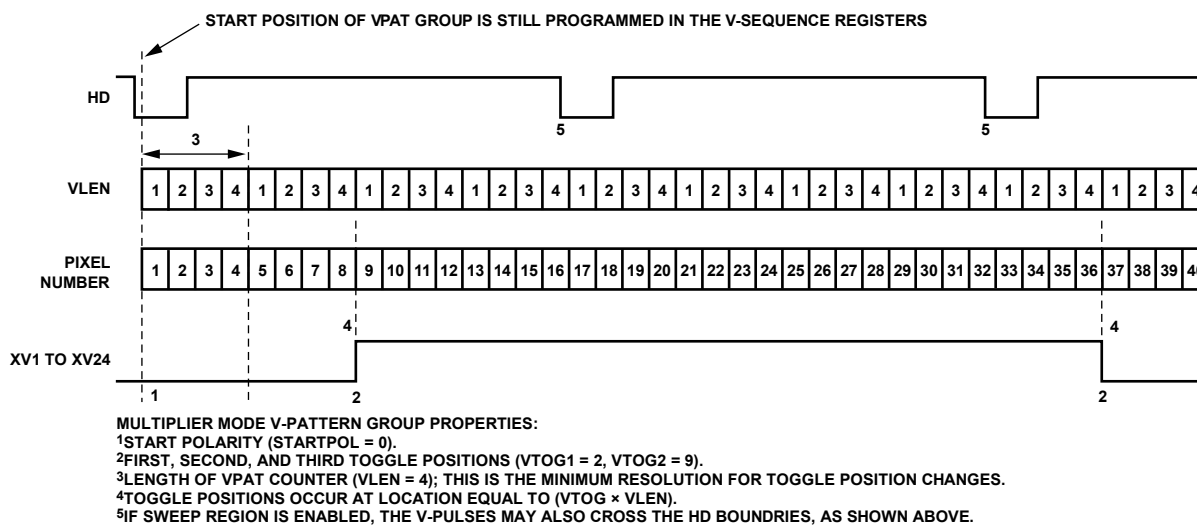 START POSITION OF VPAT GROUP IS STILL PROGRAMMED IN THE V-SEQUENCE REGISTERS
HD
5 5
3
VLEN 1 2 3 4 1 2 3 4 1 2 3 4 1 2 3 4 1 2 3 4 1 2 3 4 1 2 3 4 1 2 3 4 1 2 3 4 1 2 3 4
PIXEL
NUMBER
1 2 3 4 5 6 7 8 9 10 11 12 13 14 15 16 17 18 19 20 21 22 23 24 25 26 27 28 29 30 31 32 33 34 35 36 37 38 39 40
4 4
XV1 TO XV24
1 2 2
MULTIPLIER MODE V-PATTERN GROUP PROPERTIES:
1START POLARITY (STARTPOL = 0).
2FIRST, SECOND, AND THIRD TOGGLE POSITIONS (VTOG1 = 2, VTOG2 = 9).
3LENGTH OF VPAT COUNTER (VLEN = 4); THIS IS THE MINIMUM RESOLUTION FOR TOGGLE POSITION CHANGES.
4TOGGLE POSITIONS OCCUR AT LOCATION EQUAL TO (VTOG × VLEN).
5IF SWEEP REGION IS ENABLED, THE V-PULSES MAY ALSO CROSS THE HD BOUNDRIES, AS SHOWN ABOVE.